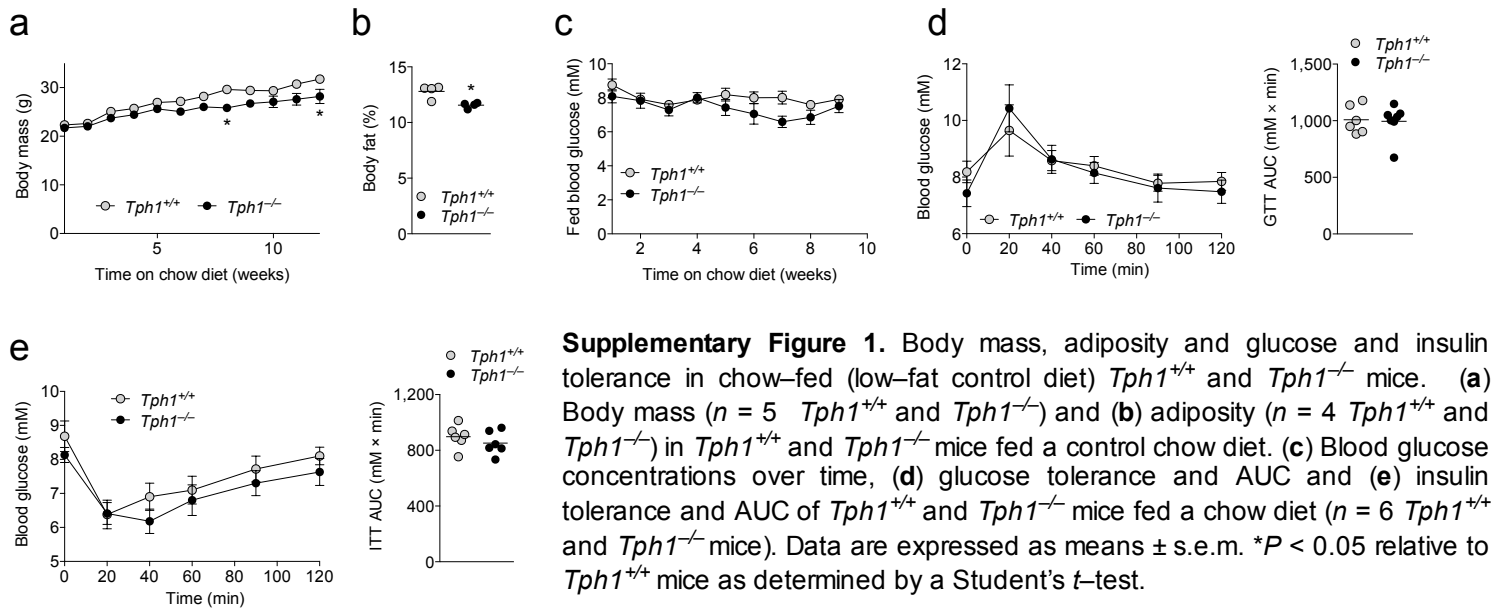 a
Body mass (g)
30
20
10
0
Tph1+/+ Tph1–/–
* *
5 10
Time on chow diet (weeks)
b
Body fat (%)
15
10
5
0
*
Tph1+/+
Tph1–/–
c
Fed blood glucose (mM)
10
8
6
4
2
0
Tph1+/+
Tph1–/–
0 2 4 6 8 10
Time on chow diet (weeks)
d
Blood glucose (mM)
12
10
8
6
Tph1+/+ Tph1–/–
0 20 40 60 80 100 120
Time (min)
Tph1+/+
Tph1–/–
GTT AUC (mM × min)
1,500
1,000
500
0
e
Blood glucose (mM)
10
9
8
7
6
5
Tph1+/+
Tph1–/–
0 20 40 60 80 100 120
Time (min)
Tph1+/+
Tph1–/–
ITT AUC (mM × min)
1,200
800
400
0
Supplementary Figure 1. Body mass, adiposity and glucose and insulin
tolerance in chow–fed (low–fat control diet) Tph1+/+ and Tph1–/– mice. (a)
Body mass (n = 5 Tph1+/+ and Tph1–/–) and (b) adiposity (n = 4 Tph1+/+ and
Tph1–/–) in Tph1+/+ and Tph1–/– mice fed a control chow diet. (c) Blood glucose
concentrations over time, (d) glucose tolerance and AUC and (e) insulin
tolerance and AUC of Tph1+/+ and Tph1–/– mice fed a chow diet (n = 6 Tph1+/+
and Tph1–/– mice). Data are expressed as means ± s.e.m. *P < 0.05 relative to
Tph1+/+ mice as determined by a Student’s t–test.